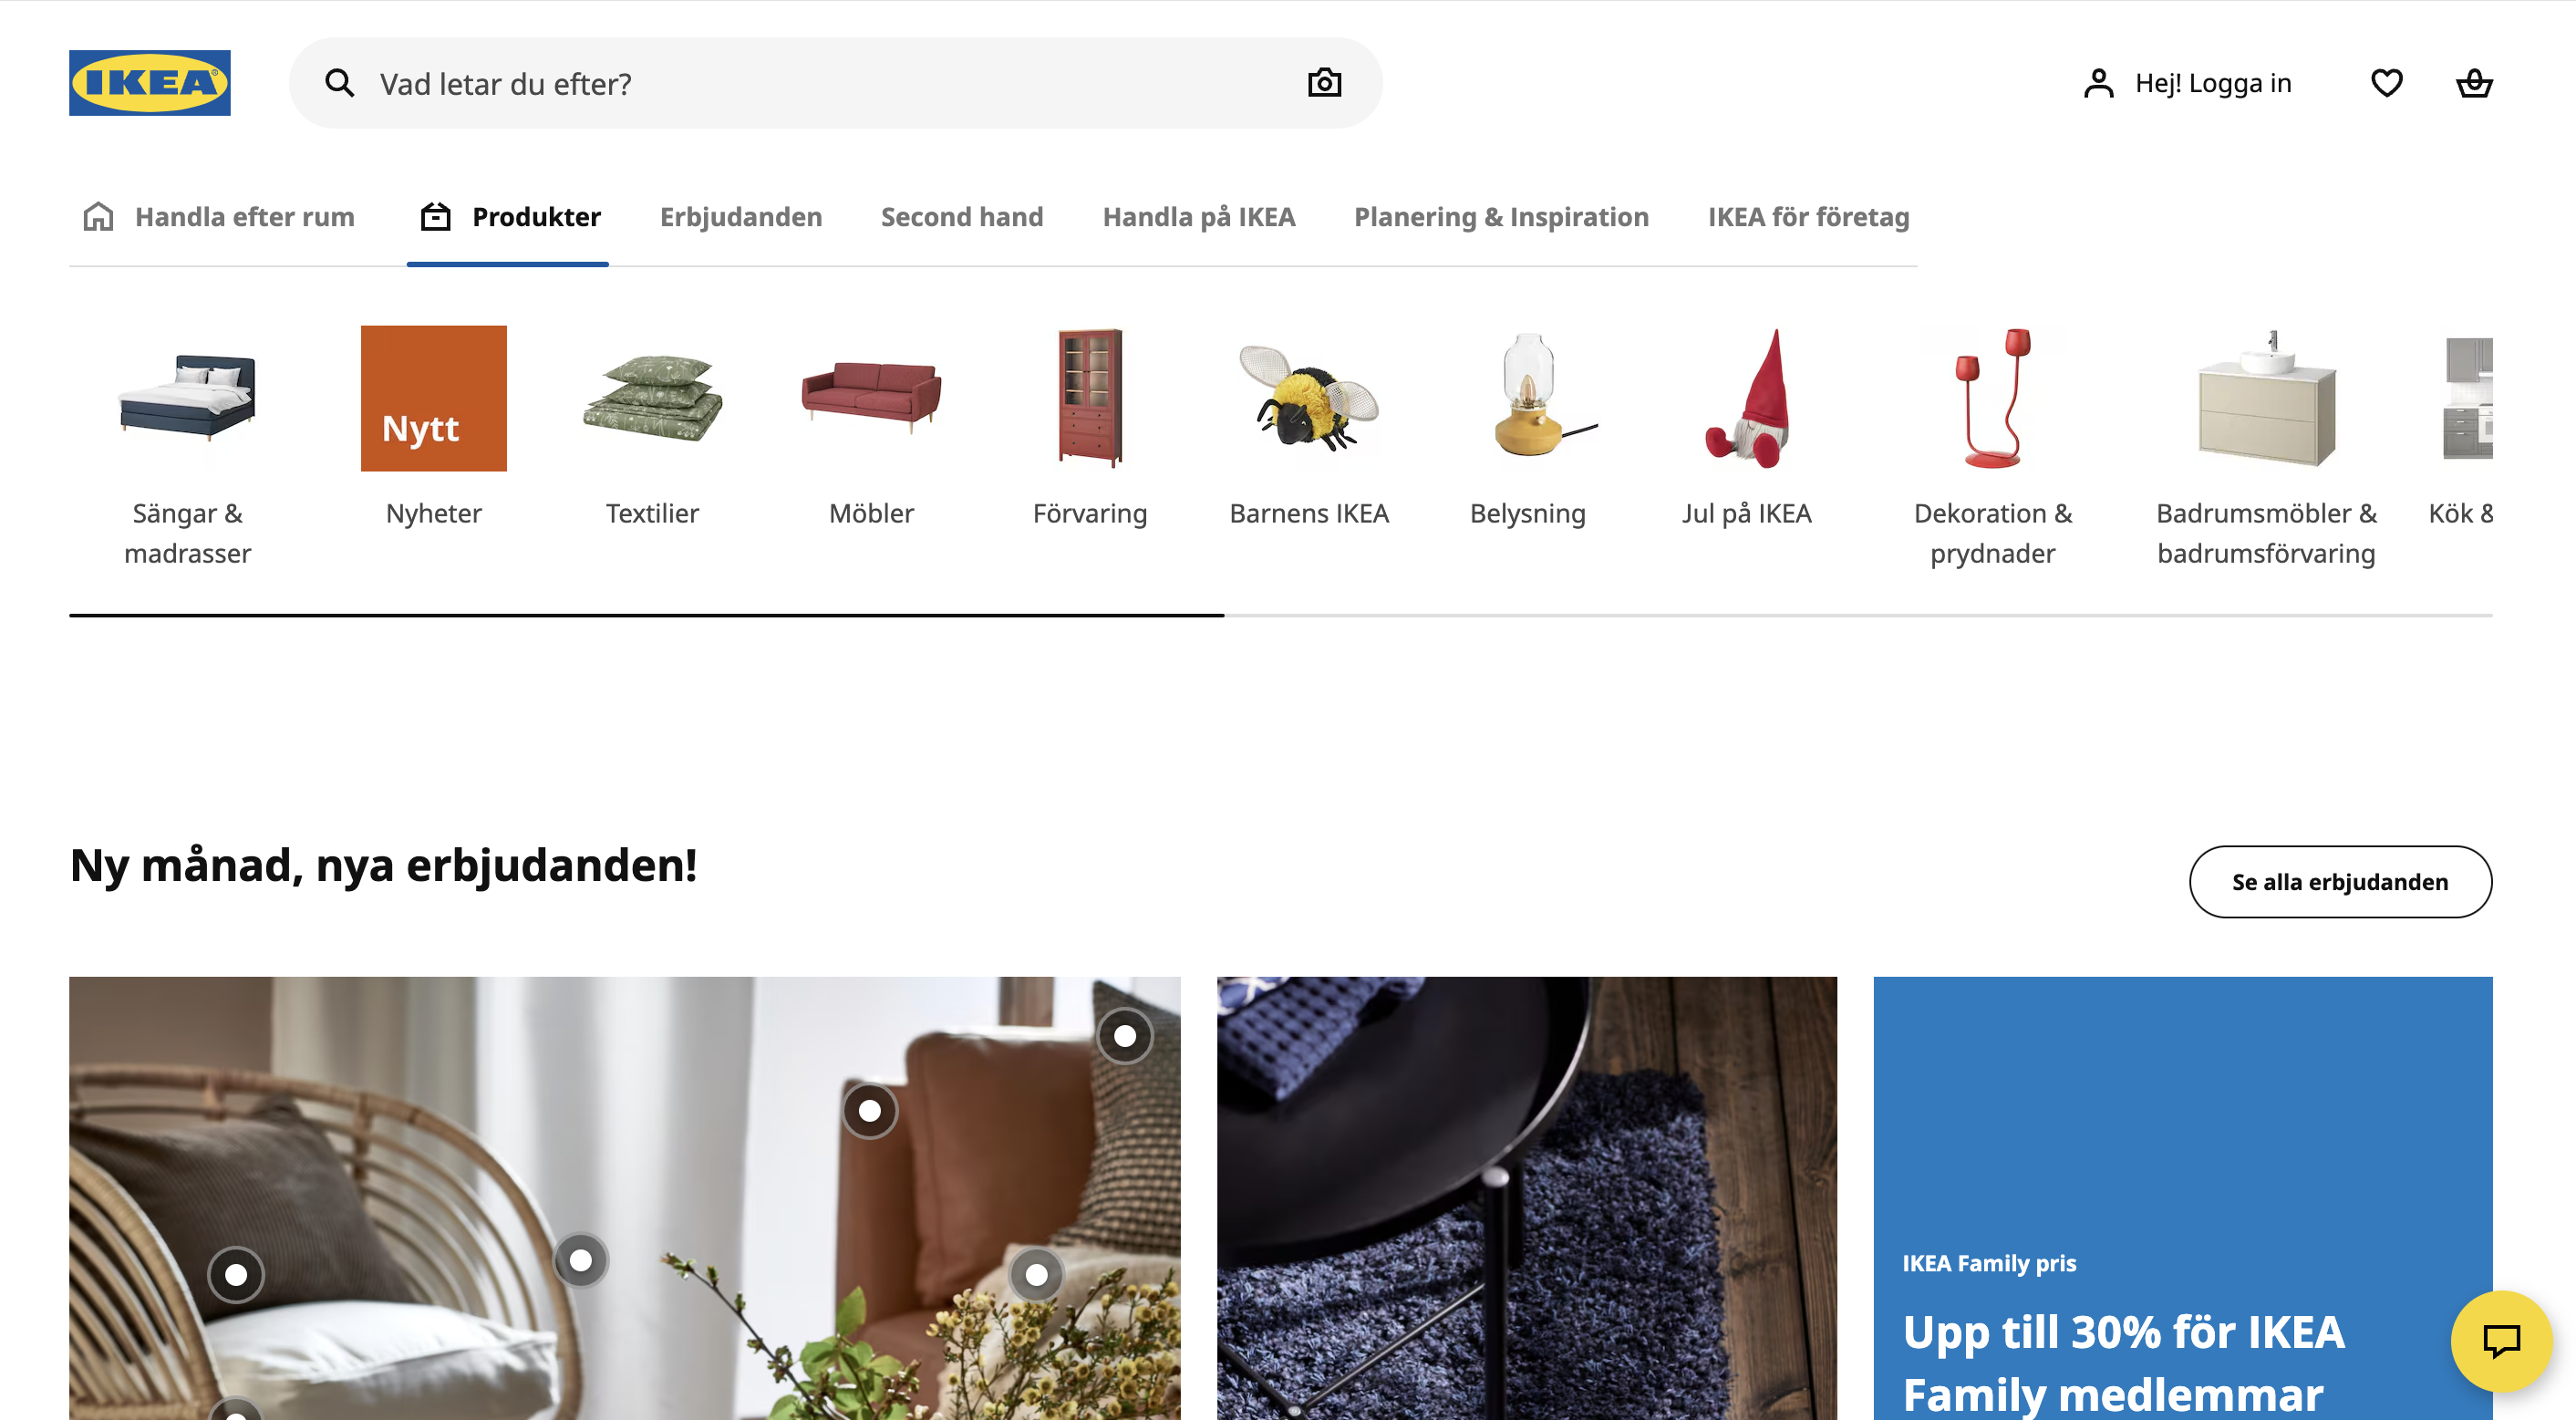 IKEA
Vad letar du efter?
Hej! Logga in
Handla efter rum
Produkter
Erbjudanden
Second hand
Handla på IKEA
Planering & Inspiration
IKEA för företag
Nytt
Sängar &
madrasser
Nyheter
Textilier
Möbler
Förvaring
Barnens IKEA
Belysning
Jul på IKEA
Dekoration &
prydnader
Badrumsmöbler &
badrumsförvaring
Kök &
Ny månad, nya erbjudanden!
Se alla erbjudanden
IKEA Family pris
Upp till 30% för IKEA
Family medlemmar